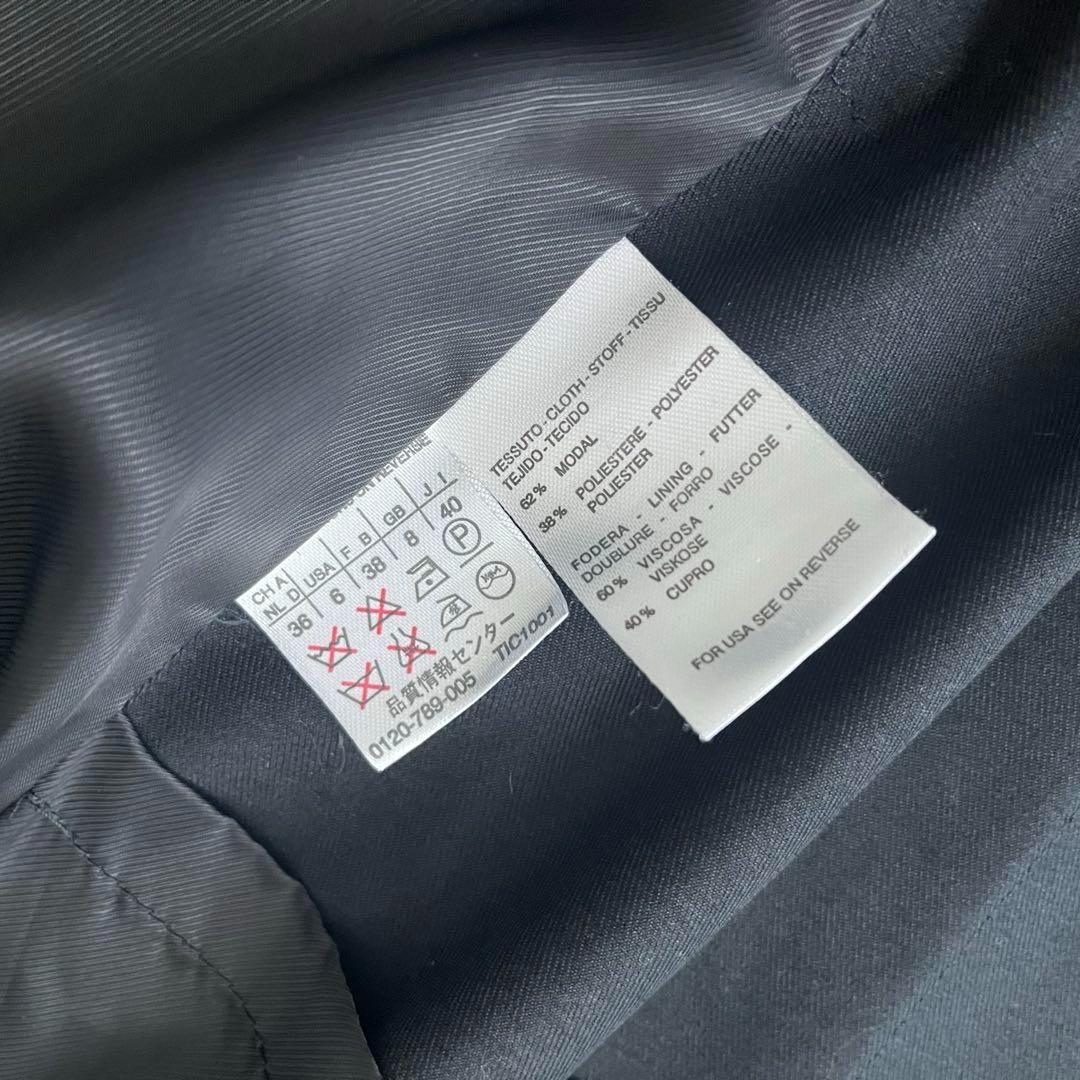 FOR REVERSE
CH A
NL D
USA
F B
GB
J I
36
6
38
8
40
P
品質情報センター
0120-789-005
TIC1001
TESSUTO - CLOTH - STOFF - TISSU
TEJIDO - TECIDO
62% MODAL
38% POLIESTERE - POLYESTER
POLIESTER
FODERA - LINING - FUTTER
DOUBLURE - FORRO
60% VISCOSA - VISCOSE -
VISKOSE
40% CUPRO
FOR USA SEE ON REVERSE